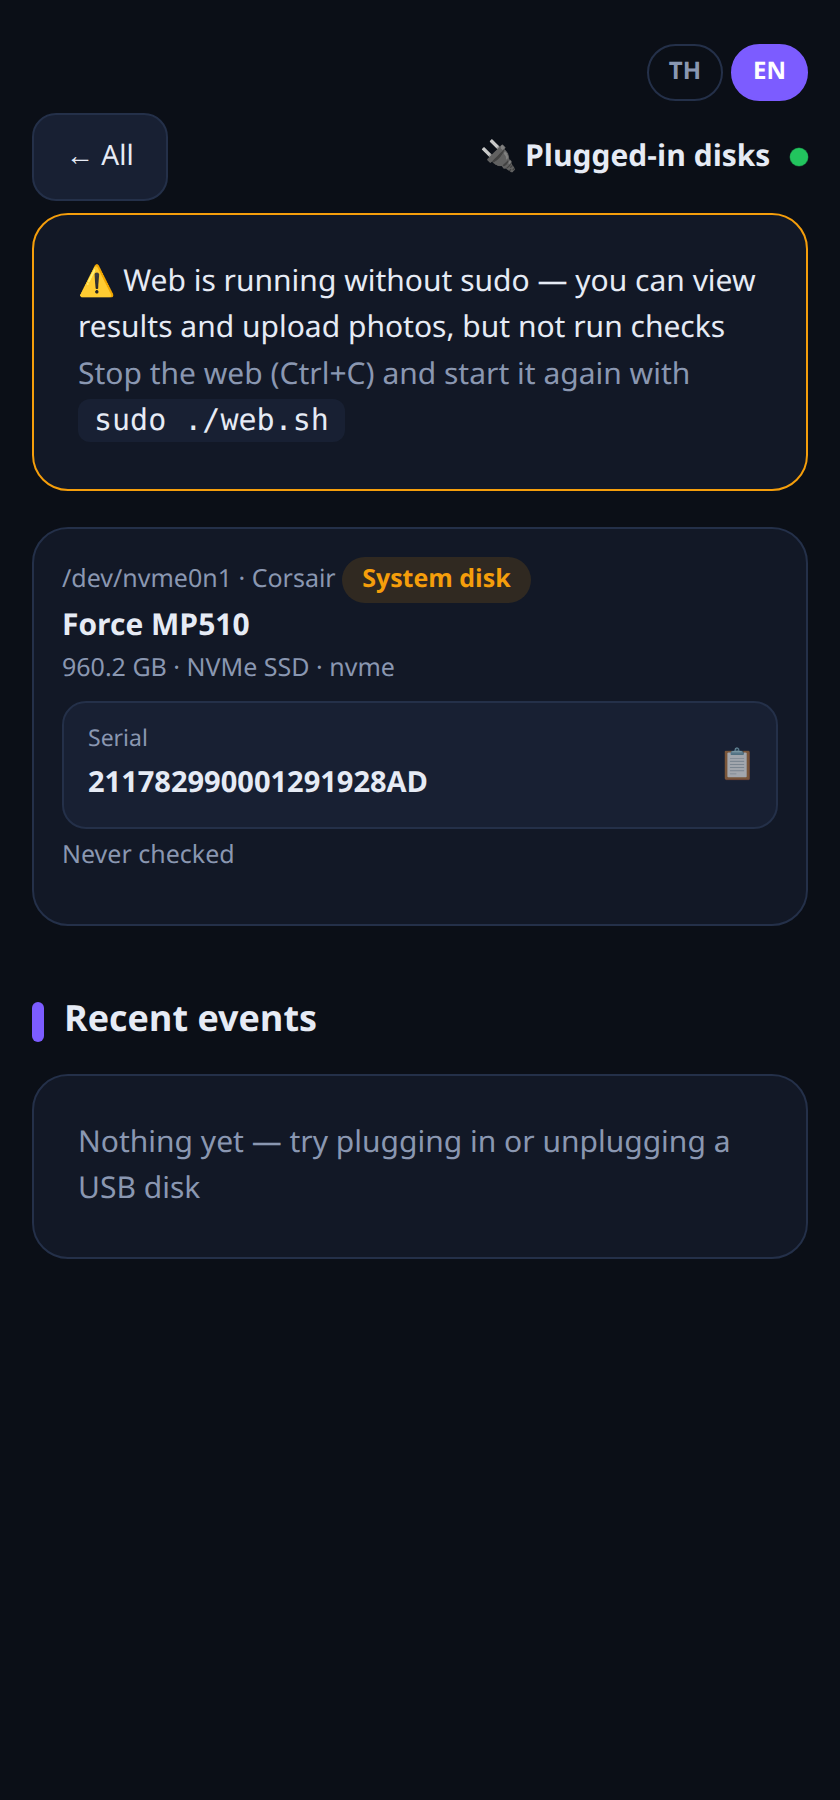 TH EN
← All
🔌 Plugged-in disks
⚠️ Web is running without sudo — you can view
results and upload photos, but not run checks
Stop the web (Ctrl+C) and start it again with
sudo ./web.sh
/dev/nvme0n1 · Corsair System disk
Force MP510
960.2 GB · NVMe SSD · nvme
Serial
211782990001291928AD
Never checked
Recent events
Nothing yet — try plugging in or unplugging a
USB disk